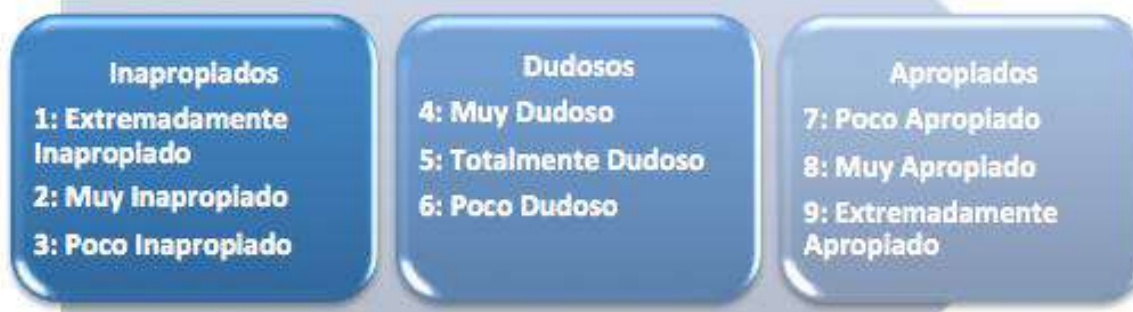 Inapropiados
1: Extremadamente
Inapropiado
2: Muy Inapropiado
3: Poco Inapropiado
Dudosos
4: Muy Dudoso
5: Totalmente Dudoso
6: Poco Dudoso
Apropiados
7: Poco Apropiado
8: Muy Apropiado
9: Extremadamente
Apropiado